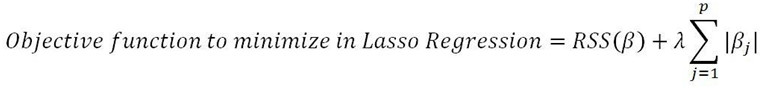 Objective function to minimize in Lasso Regression = RSS(β) + λ∑_{j=1}^{p}|β_j|